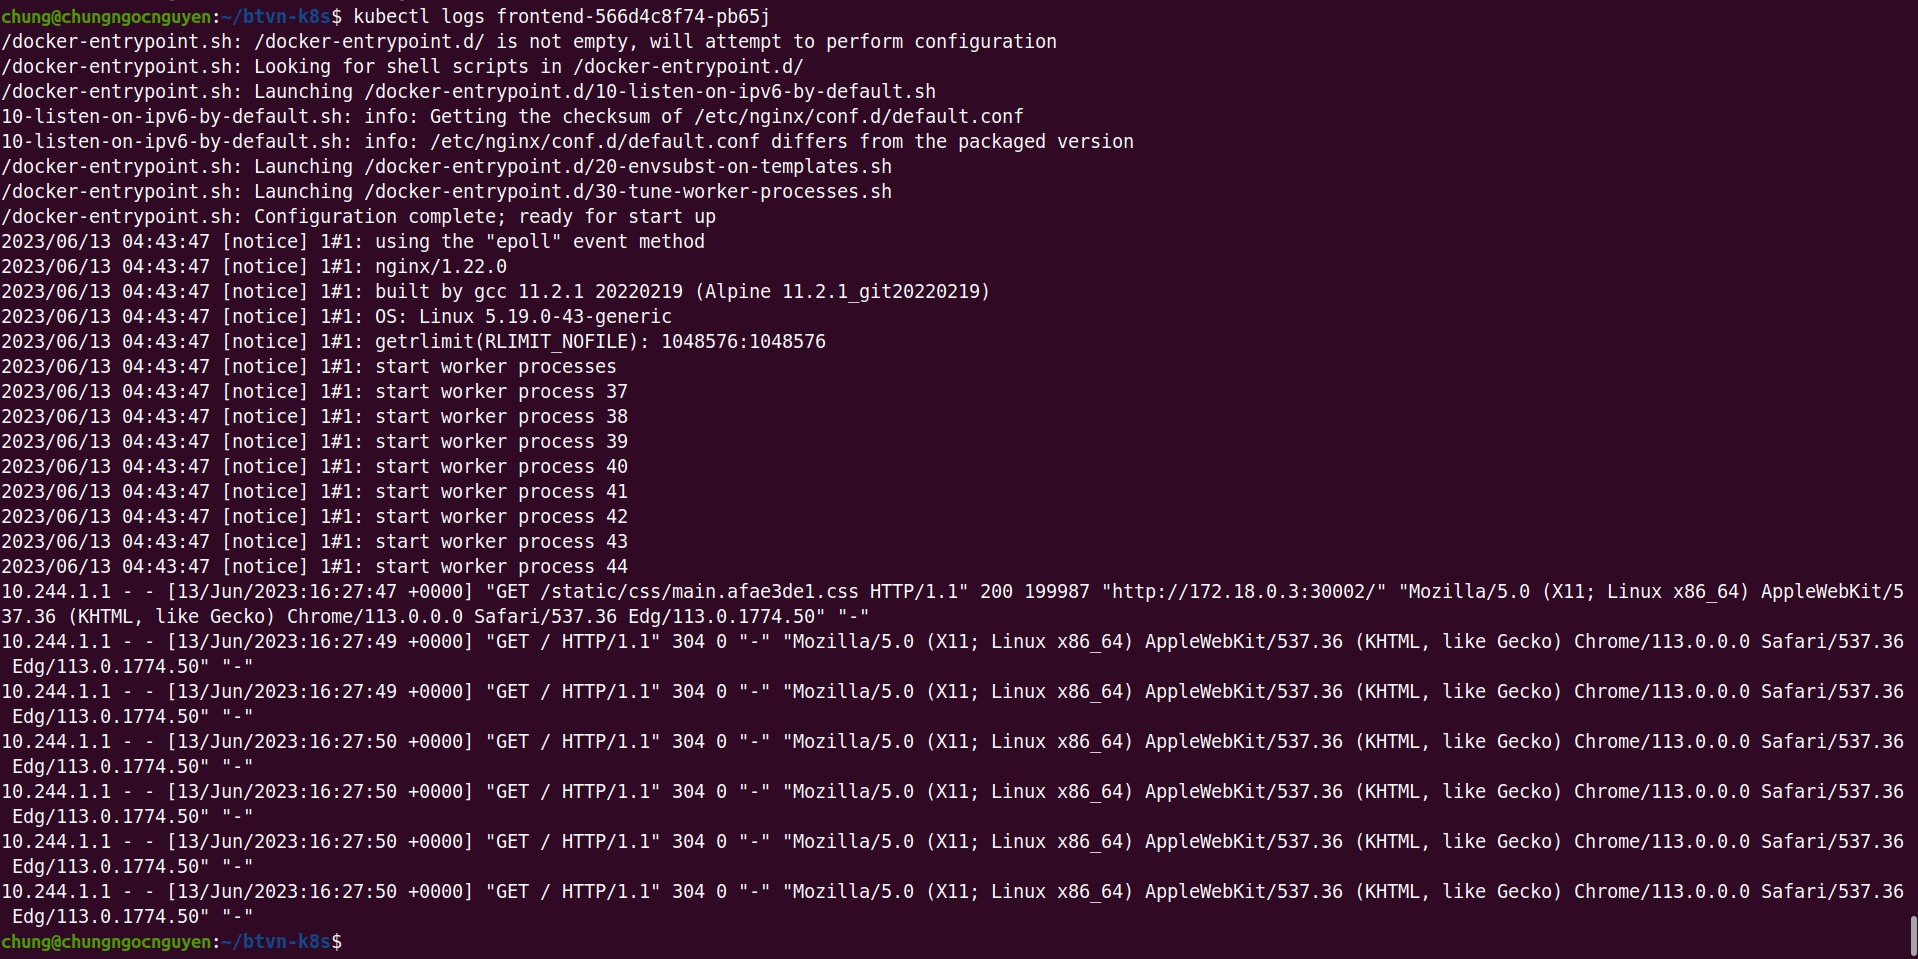 chung@chungngocnguyen:~/btvn-k8s$ kubectl logs frontend-566d4c8f74-pb65j
/docker-entrypoint.sh: /docker-entrypoint.d/ is not empty, will attempt to perform configuration
/docker-entrypoint.sh: Looking for shell scripts in /docker-entrypoint.d/
/docker-entrypoint.sh: Launching /docker-entrypoint.d/10-listen-on-ipv6-by-default.sh
10-listen-on-ipv6-by-default.sh: info: Getting the checksum of /etc/nginx/conf.d/default.conf
10-listen-on-ipv6-by-default.sh: info: /etc/nginx/conf.d/default.conf differs from the packaged version
/docker-entrypoint.sh: Launching /docker-entrypoint.d/20-envsubst-on-templates.sh
/docker-entrypoint.sh: Launching /docker-entrypoint.d/30-tune-worker-processes.sh
/docker-entrypoint.sh: Configuration complete; ready for start up
2023/06/13 04:43:47 [notice] 1#1: using the "epoll" event method
2023/06/13 04:43:47 [notice] 1#1: nginx/1.22.0
2023/06/13 04:43:47 [notice] 1#1: built by gcc 11.2.1 20220219 (Alpine 11.2.1_git20220219)
2023/06/13 04:43:47 [notice] 1#1: OS: Linux 5.19.0-43-generic
2023/06/13 04:43:47 [notice] 1#1: getrlimit(RLIMIT_NOFILE): 1048576:1048576
2023/06/13 04:43:47 [notice] 1#1: start worker processes
2023/06/13 04:43:47 [notice] 1#1: start worker process 37
2023/06/13 04:43:47 [notice] 1#1: start worker process 38
2023/06/13 04:43:47 [notice] 1#1: start worker process 39
2023/06/13 04:43:47 [notice] 1#1: start worker process 40
2023/06/13 04:43:47 [notice] 1#1: start worker process 41
2023/06/13 04:43:47 [notice] 1#1: start worker process 42
2023/06/13 04:43:47 [notice] 1#1: start worker process 43
2023/06/13 04:43:47 [notice] 1#1: start worker process 44
10.244.1.1 - - [13/Jun/2023:16:27:47 +0000] "GET /static/css/main.afae3de1.css HTTP/1.1" 200 199987 "http://172.18.0.3:30002/" "Mozilla/5.0 (X11; Linux x86_64) AppleWebKit/5
37.36 (KHTML, like Gecko) Chrome/113.0.0.0 Safari/537.36 Edg/113.0.1774.50" "-"
10.244.1.1 - - [13/Jun/2023:16:27:49 +0000] "GET / HTTP/1.1" 304 0 "-" "Mozilla/5.0 (X11; Linux x86_64) AppleWebKit/537.36 (KHTML, like Gecko) Chrome/113.0.0.0 Safari/537.36
 Edg/113.0.1774.50" "-"
10.244.1.1 - - [13/Jun/2023:16:27:49 +0000] "GET / HTTP/1.1" 304 0 "-" "Mozilla/5.0 (X11; Linux x86_64) AppleWebKit/537.36 (KHTML, like Gecko) Chrome/113.0.0.0 Safari/537.36
 Edg/113.0.1774.50" "-"
10.244.1.1 - - [13/Jun/2023:16:27:50 +0000] "GET / HTTP/1.1" 304 0 "-" "Mozilla/5.0 (X11; Linux x86_64) AppleWebKit/537.36 (KHTML, like Gecko) Chrome/113.0.0.0 Safari/537.36
 Edg/113.0.1774.50" "-"
10.244.1.1 - - [13/Jun/2023:16:27:50 +0000] "GET / HTTP/1.1" 304 0 "-" "Mozilla/5.0 (X11; Linux x86_64) AppleWebKit/537.36 (KHTML, like Gecko) Chrome/113.0.0.0 Safari/537.36
 Edg/113.0.1774.50" "-"
10.244.1.1 - - [13/Jun/2023:16:27:50 +0000] "GET / HTTP/1.1" 304 0 "-" "Mozilla/5.0 (X11; Linux x86_64) AppleWebKit/537.36 (KHTML, like Gecko) Chrome/113.0.0.0 Safari/537.36
 Edg/113.0.1774.50" "-"
10.244.1.1 - - [13/Jun/2023:16:27:50 +0000] "GET / HTTP/1.1" 304 0 "-" "Mozilla/5.0 (X11; Linux x86_64) AppleWebKit/537.36 (KHTML, like Gecko) Chrome/113.0.0.0 Safari/537.36
 Edg/113.0.1774.50" "-"
chung@chungngocnguyen:~/btvn-k8s$